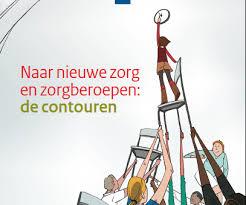 Naar nieuwe zorg
en zorgberoepen:
de contouren